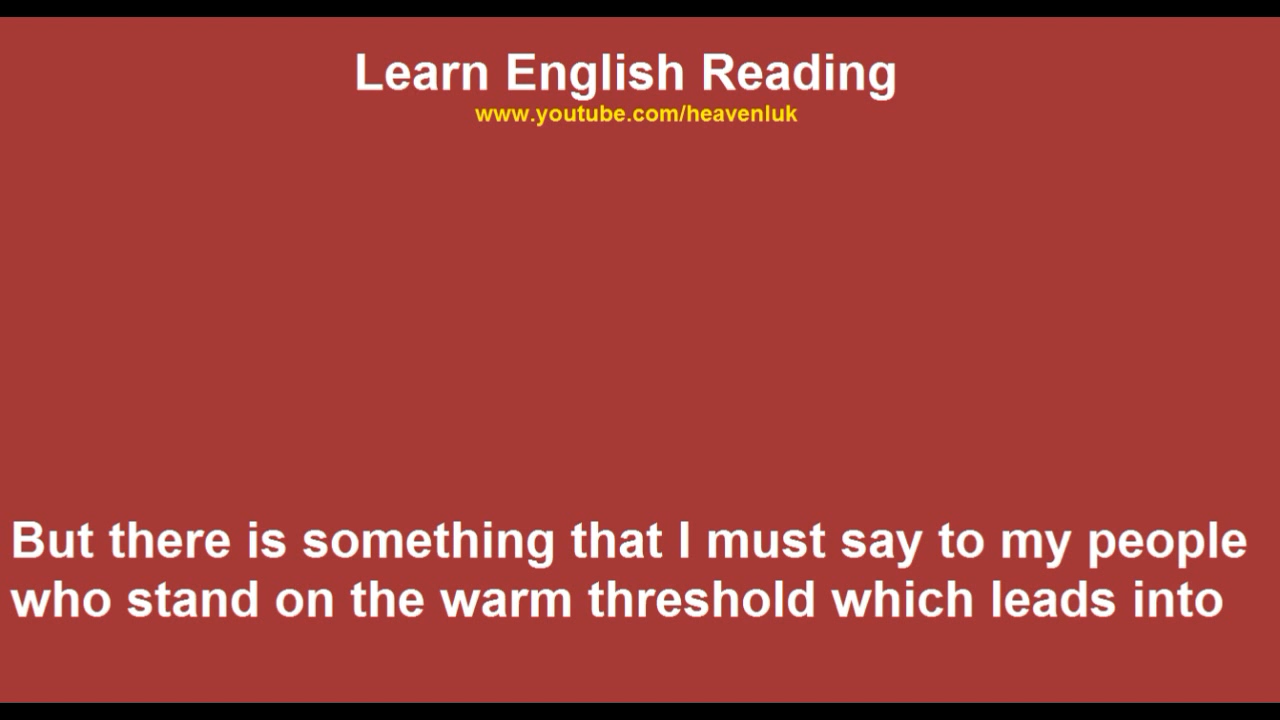 Learn English Reading
www.youtube.com/heavenluk
But there is something that I must say to my people
who stand on the warm threshold which leads into